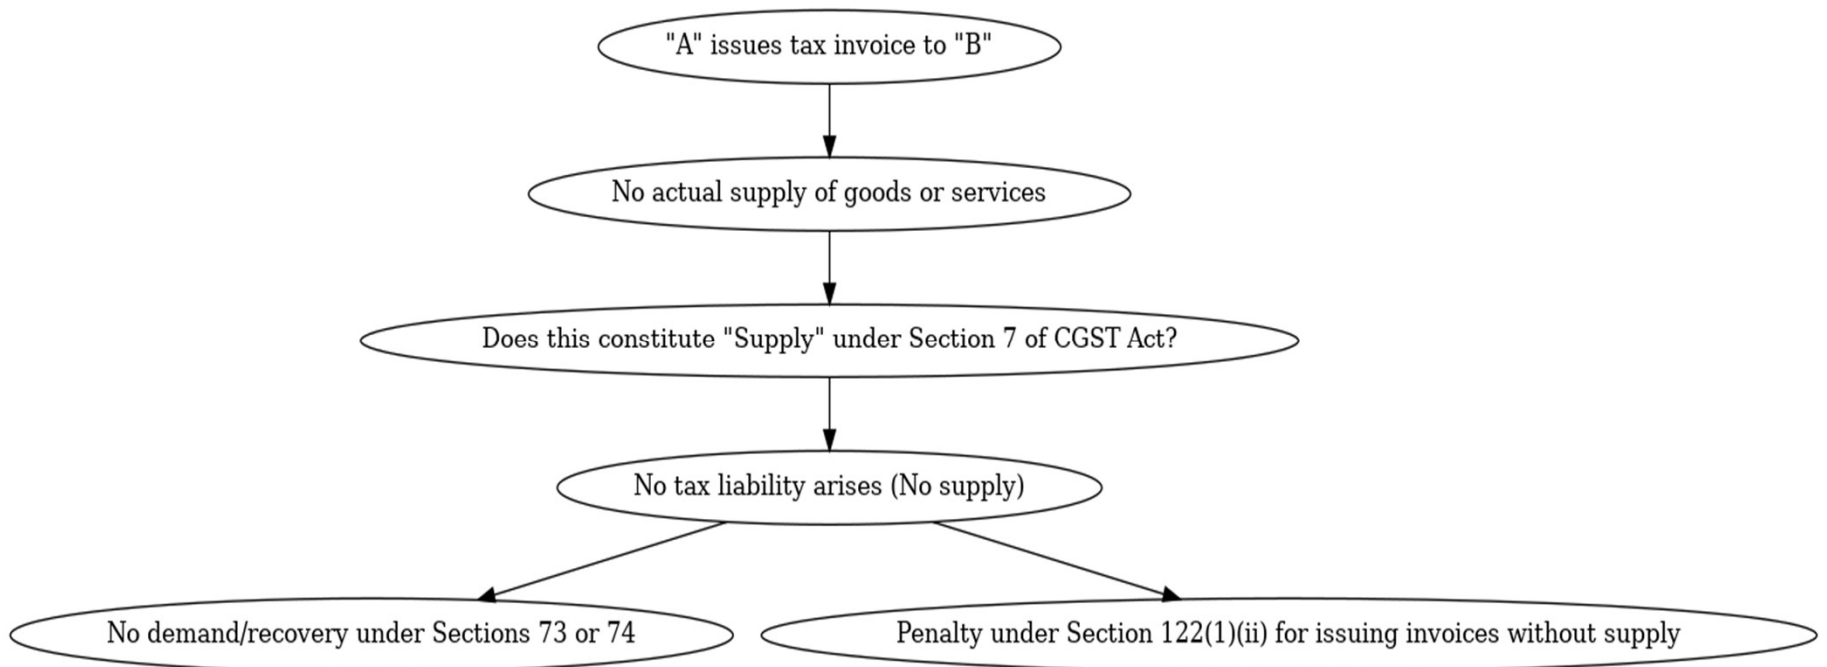 "A" issues tax invoice to "B"
No actual supply of goods or services
Does this constitute "Supply" under Section 7 of CGST Act?
No tax liability arises (No supply)
No demand/recovery under Sections 73 or 74
Penalty under Section 122(1)(ii) for issuing invoices without supply